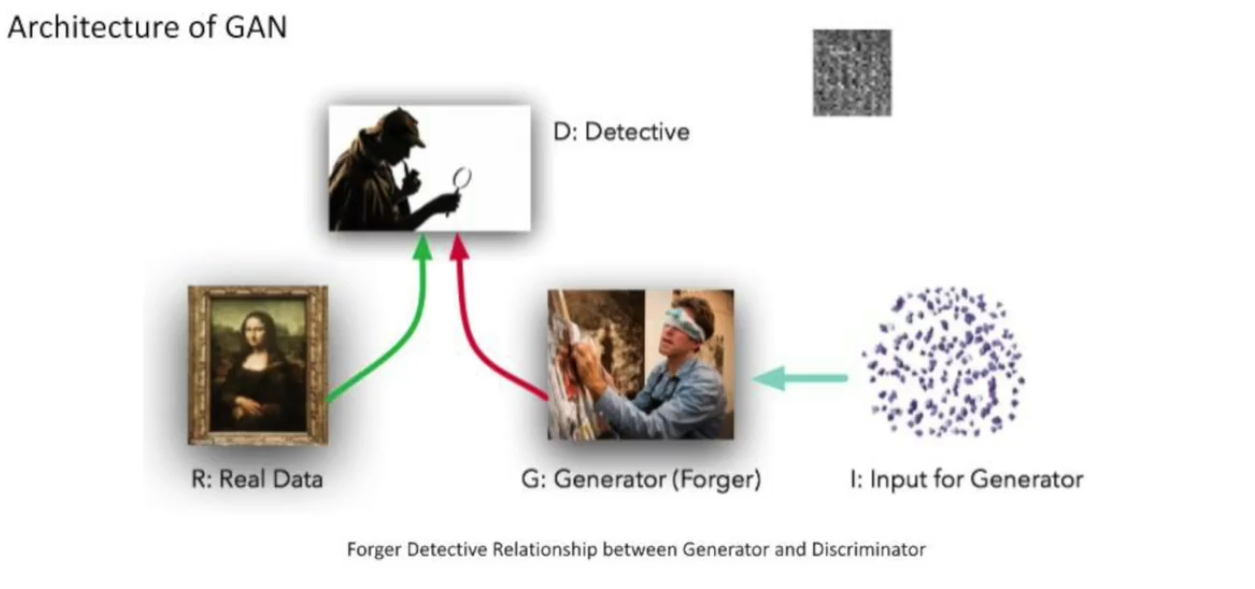 Architecture of GAN
D: Detective
R: Real Data
G: Generator (Forger)
I: Input for Generator
Forger Detective Relationship between Generator and Discriminator